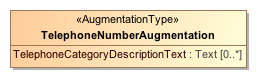 «AugmentationType»
TelephoneNumberAugmentation
TelephoneCategoryDescriptionText : Text [0..*]